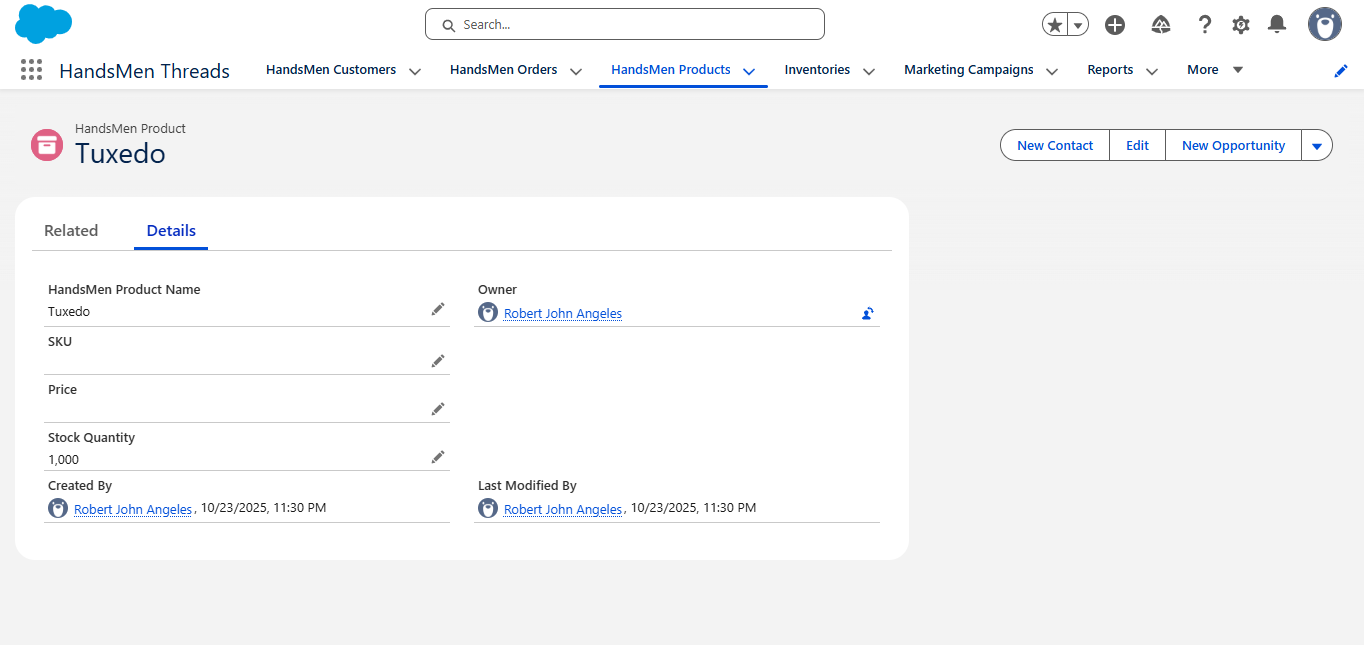 Search...
HandsMen Threads
HandsMen Customers
HandsMen Orders
HandsMen Products
Inventories
Marketing Campaigns
Reports
More
HandsMen Product
Tuxedo
New Contact
Edit
New Opportunity
Related
Details
HandsMen Product Name
Tuxedo
Owner
Robert John Angeles
SKU
Price
Stock Quantity
1,000
Created By
Robert John Angeles, 10/23/2025, 11:30 PM
Last Modified By
Robert John Angeles, 10/23/2025, 11:30 PM